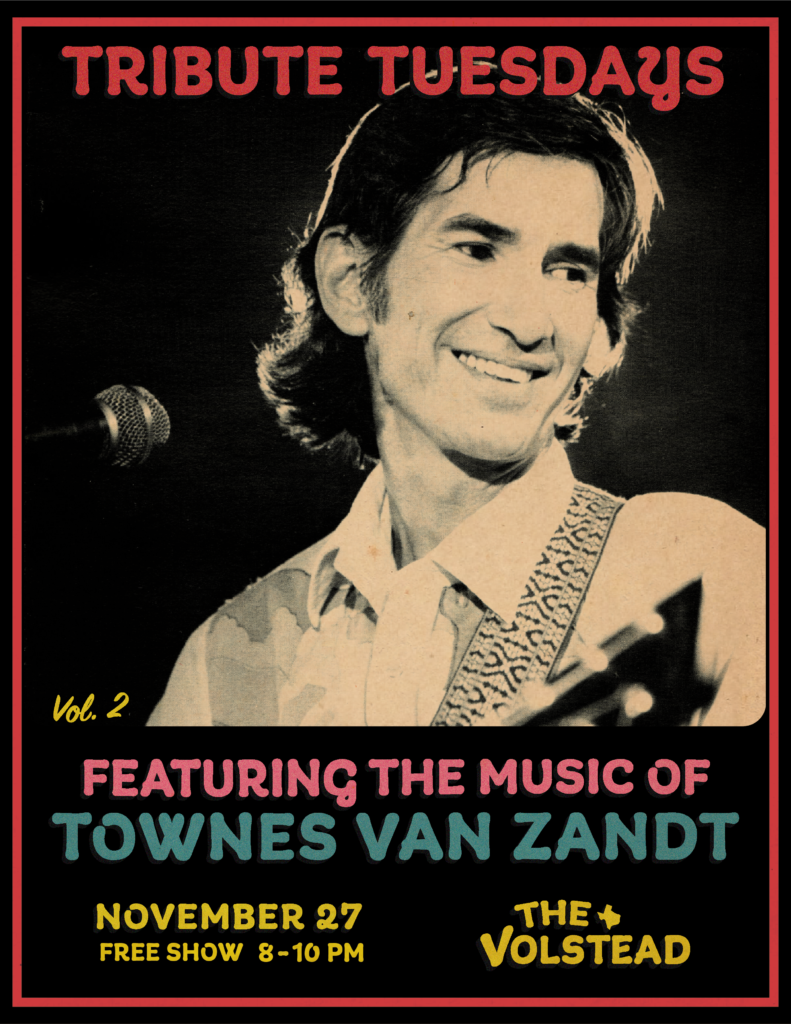 TRIBUTE TUESDAYS
Vol. 2
FEATURING THE MUSIC OF
TOWNES VAN ZANDT
NOVEMBER 27
FREE SHOW 8-10 PM
THE
VOLSTEAD